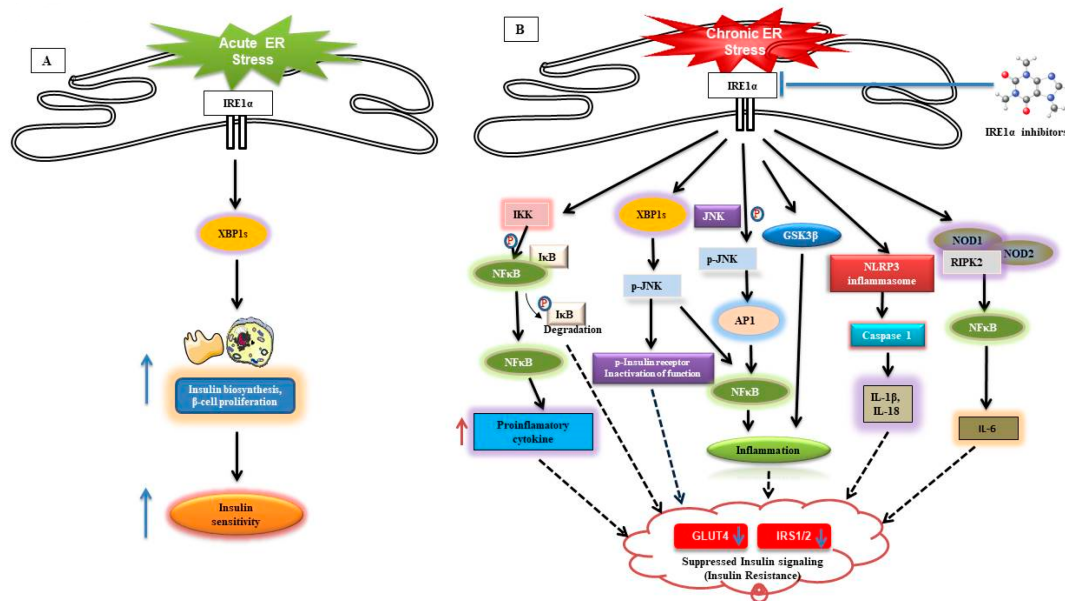 A
Acute ER
Stress
IRE1α
XBP1s
Insulin biosynthesis,
β-cell proliferation
Insulin
sensitivity
B
Chronic ER
Stress
IRE1α
IRE1α inhibitors
IKK
P
IκB
NFκB
P
IκB
Degradation
NFκB
Proinflamatory
cytokine
XBP1s
p-JNK
p-Insulin receptor
Inactivation of function
JNK
P
p-JNK
AP1
NFκB
GSK3β
Inflammation
NLRP3
inflammasome
Caspase 1
IL-1β,
IL-18
NOD1
NOD2
RIPK2
NFκB
IL-6
GLUT4
IRS1/2
Suppressed Insulin signaling
(Insulin Resistance)